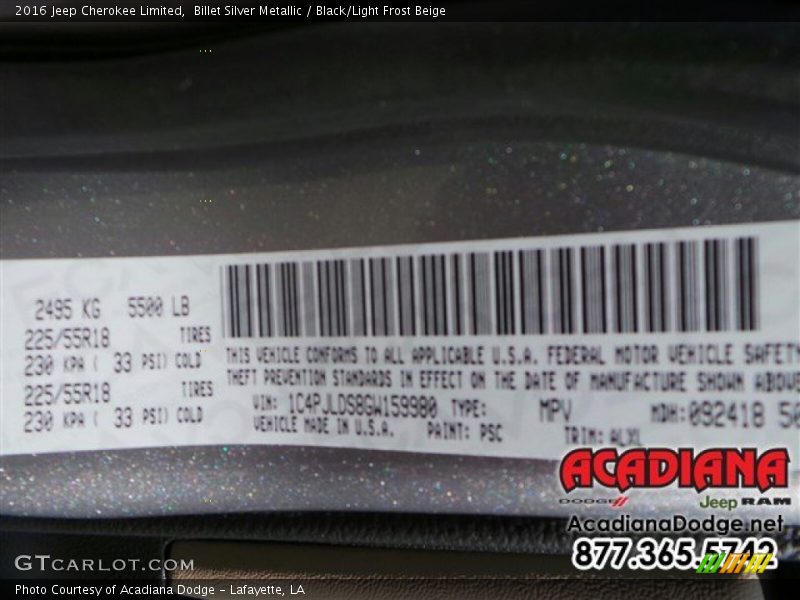 2016 Jeep Cherokee Limited,  Billet Silver Metallic / Black/Light Frost Beige
2495 KG 5500 LB
225/55R18 TIRES
230 KPA ( 33 PSI) COLD
225/55R18 TIRES
230 KPA ( 33 PSI) COLD
THIS VEHICLE CONFORMS TO ALL APPLICABLE U.S.A. FEDERAL MOTOR VEHICLE SAFETY
THEFT PREVENTION STANDARDS IN EFFECT ON THE DATE OF MANUFACTURE SHOWN ABOVE
VIN: 1C4PJLDS8GW159980 TYPE: MPV MDH:092418
VEHICLE MADE IN U.S.A. PAINT: PSC TRIM: ALXL
ACADIANA
DODGE Jeep RAM
AcadianaDodge.net
877.365.5742
GTCARLOT.COM
Photo Courtesy of Acadiana Dodge - Lafayette, LA